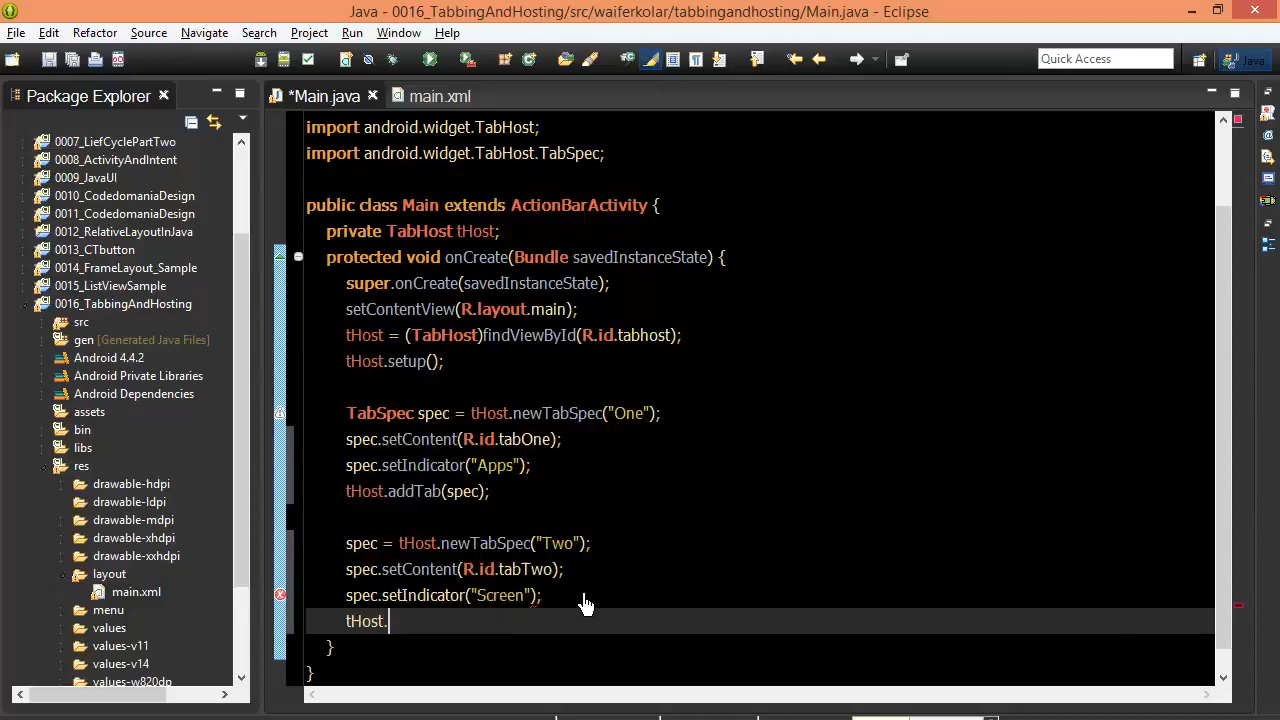 Java - 0016_TabbingAndHosting/src/waiferkolar/tabbingandhosting/Main.java - Eclipse
File Edit Refactor Source Navigate Search Project Run Window Help
Quick Access
Java
Package Explorer
*Main.java
main.xml
0007_LiefCyclePartTwo
0008_ActivityAndIntent
0009_JavaUI
0010_CodedomaniaDesign
0011_CodedomaniaDesign
0012_RelativeLayoutInJava
0013_CTbutton
0014_FrameLayout_Sample
0015_ListViewSample
0016_TabbingAndHosting
src
gen [Generated Java Files]
Android 4.4.2
Android Private Libraries
Android Dependencies
assets
bin
libs
res
drawable-hdpi
drawable-ldpi
drawable-mdpi
drawable-xhdpi
drawable-xxhdpi
layout
main.xml
menu
values
values-v11
values-v14
values-w820dp
import android.widget.TabHost;
import android.widget.TabHost.TabSpec;
public class Main extends ActionBarActivity {
private TabHost tHost;
protected void onCreate(Bundle savedInstanceState) {
super.onCreate(savedInstanceState);
setContentView(R.layout.main);
tHost = (TabHost)findViewById(R.id.tabhost);
tHost.setup();
TabSpec spec = tHost.newTabSpec("One");
spec.setContent(R.id.tabOne);
spec.setIndicator("Apps");
tHost.addTab(spec);
spec = tHost.newTabSpec("Two");
spec.setContent(R.id.tabTwo);
spec.setIndicator("Screen");
tHost.
}
}